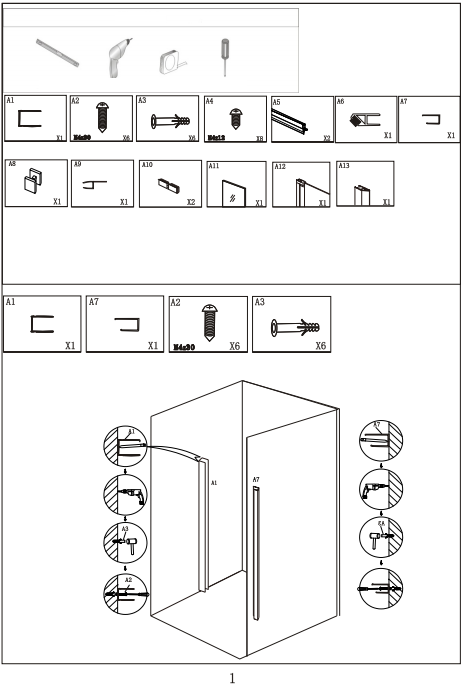 A1 A2 A3 A4 A5 A6 A7
X1 M4x30 X6 X6 M4x12 X8 X2 X1 X1
A8 A9 A10 A11 A12 A13
X1 X1 X2 X1 X1 X1
A1 A7 A2 A3
X1 X1 M4x30 X6 X6
A7
A1
A7
A1
A3
A3
A2
1